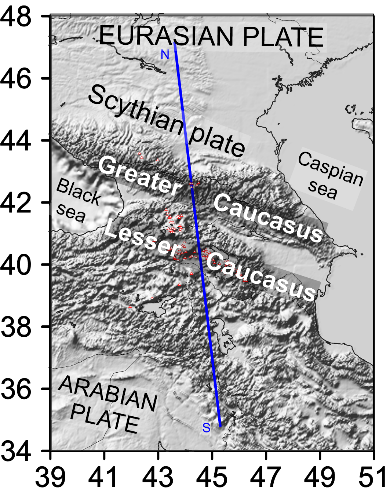 48
EURASIAN PLATE
N
46
Scythian plate
44
Greater Caucasus
Caspian
sea
Black
sea
42
Lesser Caucasus
40
38
36
ARABIAN
PLATE
S
34
39 41 43 45 47 49 51